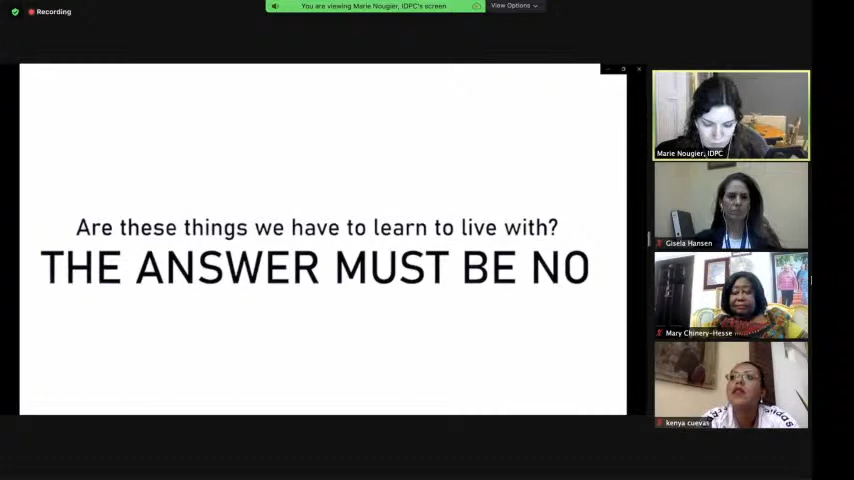 Recording
You are viewing Marie Nougier, IDPC's screen
View Options
Are these things we have to learn to live with?
THE ANSWER MUST BE NO
Marie Nougier, IDPC
Gisela Hansen
Mary Chinery-Hesse
kenya cuevas
adidas